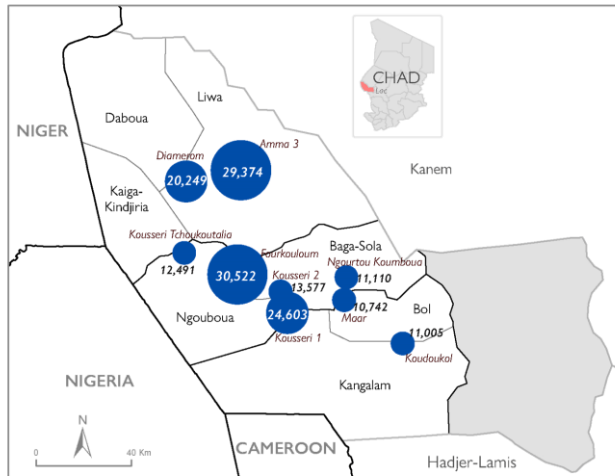 CHAD
Lac
Liwa
NIGER
Daboua
Amma 3
Diamerom
29,374
20,249
Kanem
Kaiga-
Kindjiria
Kousseri Tchoukoutalia
12,491
Fourkouloum
30,522
Baga-Sola
Ngourtou Koumboua
11,110
Kousseri 2
13,577
10,742
Bol
Ngouboua
24,603
Moar
11,005
Kousseri 1
Koudoukol
NIGERIA
Kangalam
N
0
40 Km
CAMEROON
Hadjer-Lamis